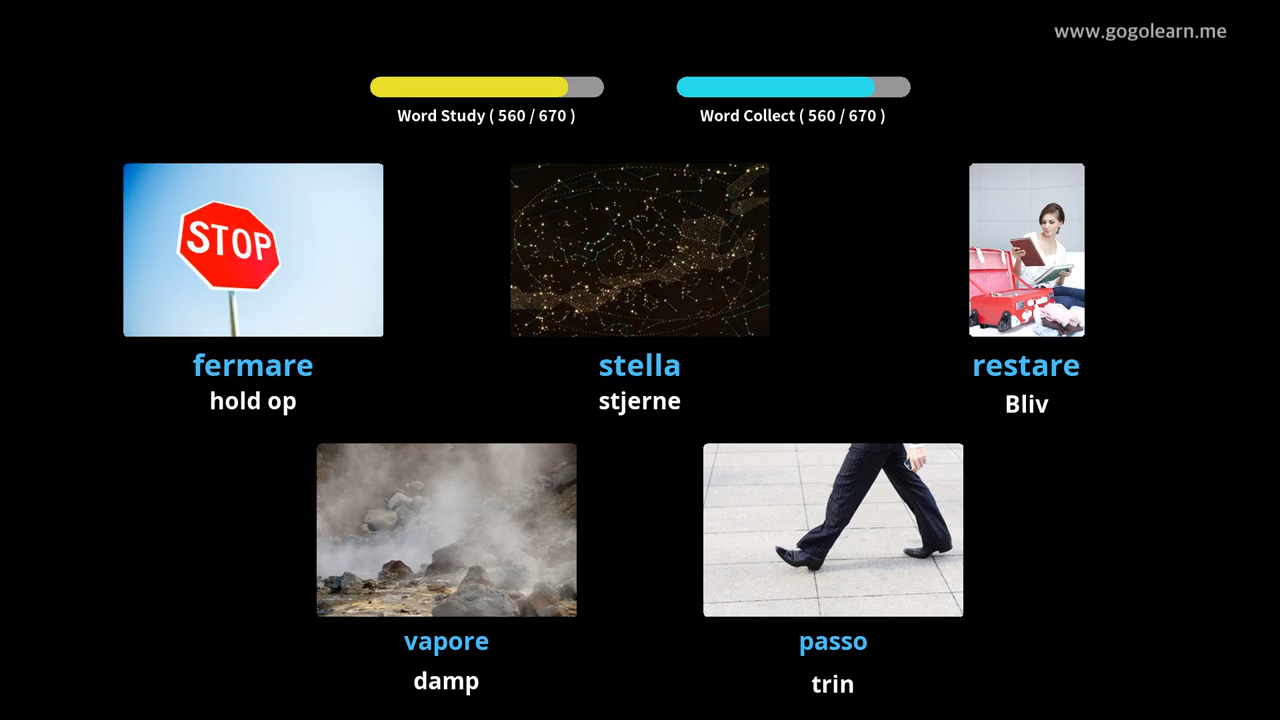 www.gogolearn.me
Word Study ( 560 / 670 )
Word Collect ( 560 / 670 )
STOP
fermare
hold op
stella
stjerne
restare
Bliv
vapore
damp
passo
trin